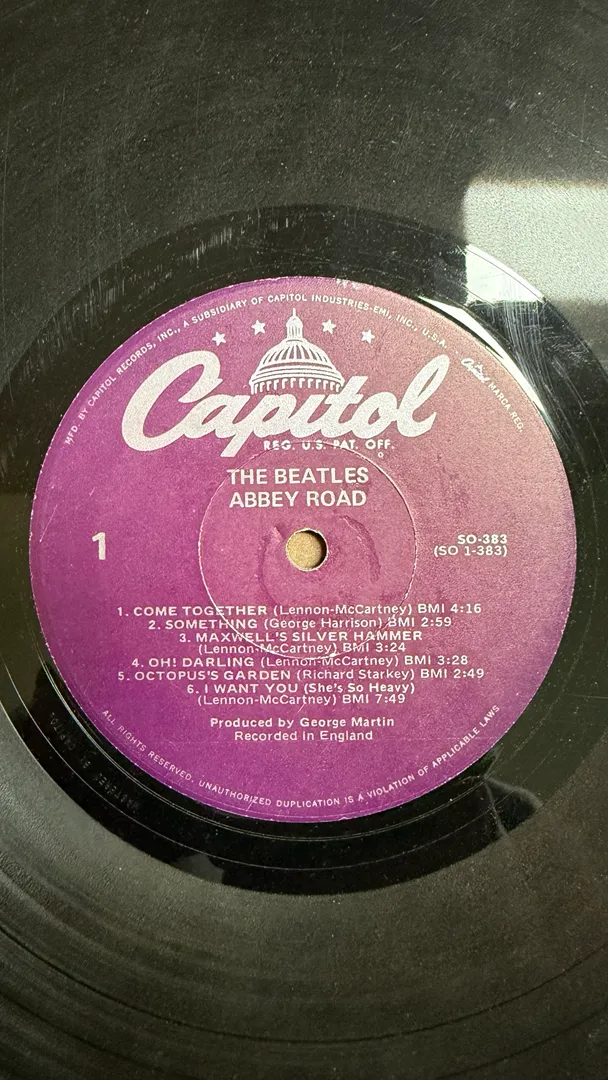 MFD. BY CAPITOL RECORDS, INC., A SUBSIDIARY OF CAPITOL INDUSTRIES-EMI, INC., U.S.A. · Capitol MARCA REG.
Capitol
REG. U.S. PAT. OFF.
THE BEATLES
ABBEY ROAD
1
SO-383
(SO 1-383)
1. COME TOGETHER (Lennon-McCartney) BMI 4:16
2. SOMETHING (George Harrison) BMI 2:59
3. MAXWELL'S SILVER HAMMER
(Lennon-McCartney) BMI 3:24
4. OH! DARLING (Lennon-McCartney) BMI 3:28
5. OCTOPUS'S GARDEN (Richard Starkey) BMI 2:49
6. I WANT YOU (She's So Heavy)
(Lennon-McCartney) BMI 7:49
Produced by George Martin
Recorded in England
ALL RIGHTS RESERVED. UNAUTHORIZED DUPLICATION IS A VIOLATION OF APPLICABLE LAWS
MASTERED BY CAPITOL